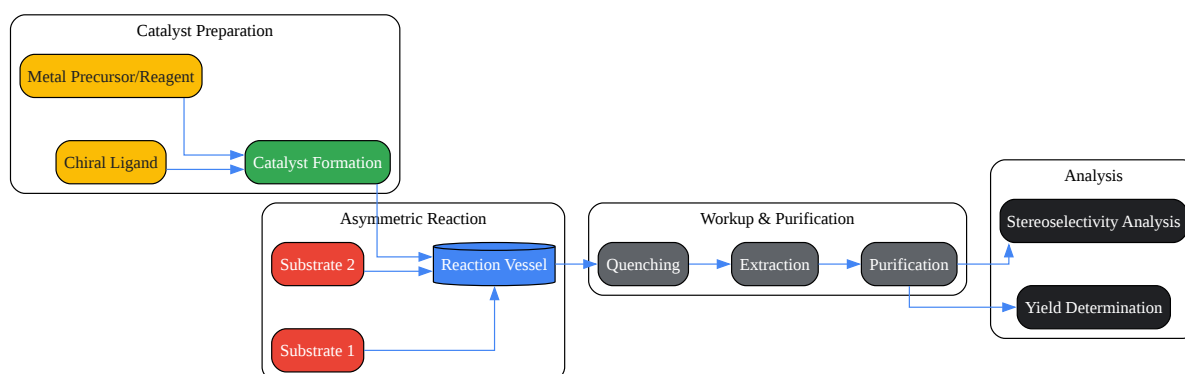 Catalyst Preparation
Metal Precursor/Reagent
Chiral Ligand
Catalyst Formation
Asymmetric Reaction
Substrate 2
Reaction Vessel
Substrate 1
Workup & Purification
Quenching
Extraction
Purification
Analysis
Stereoselectivity Analysis
Yield Determination